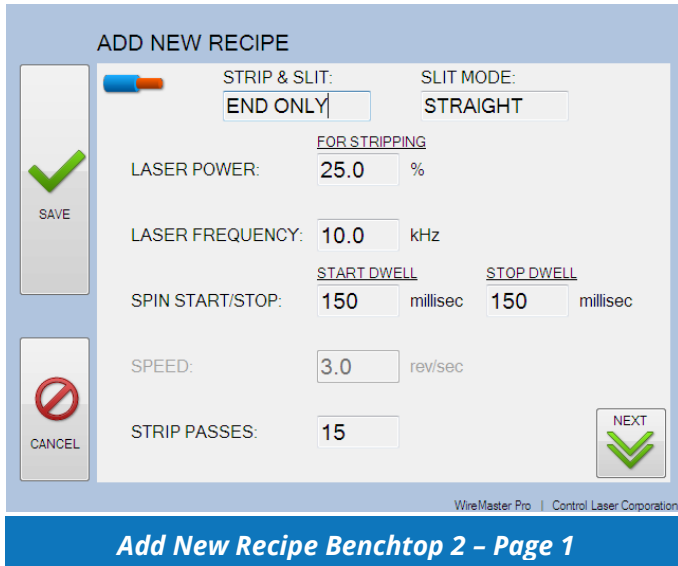 ADD NEW RECIPE
STRIP & SLIT: SLIT MODE:
END ONLY STRAIGHT
FOR STRIPPING
LASER POWER: 25.0 %
SAVE
LASER FREQUENCY: 10.0 kHz
START DWELL STOP DWELL
SPIN START/STOP: 150 millisec 150 millisec
SPEED: 3.0 rev/sec
NEXT
STRIP PASSES: 15
CANCEL
WireMaster Pro | Control Laser Corporation
Add New Recipe Benchtop 2 – Page 1